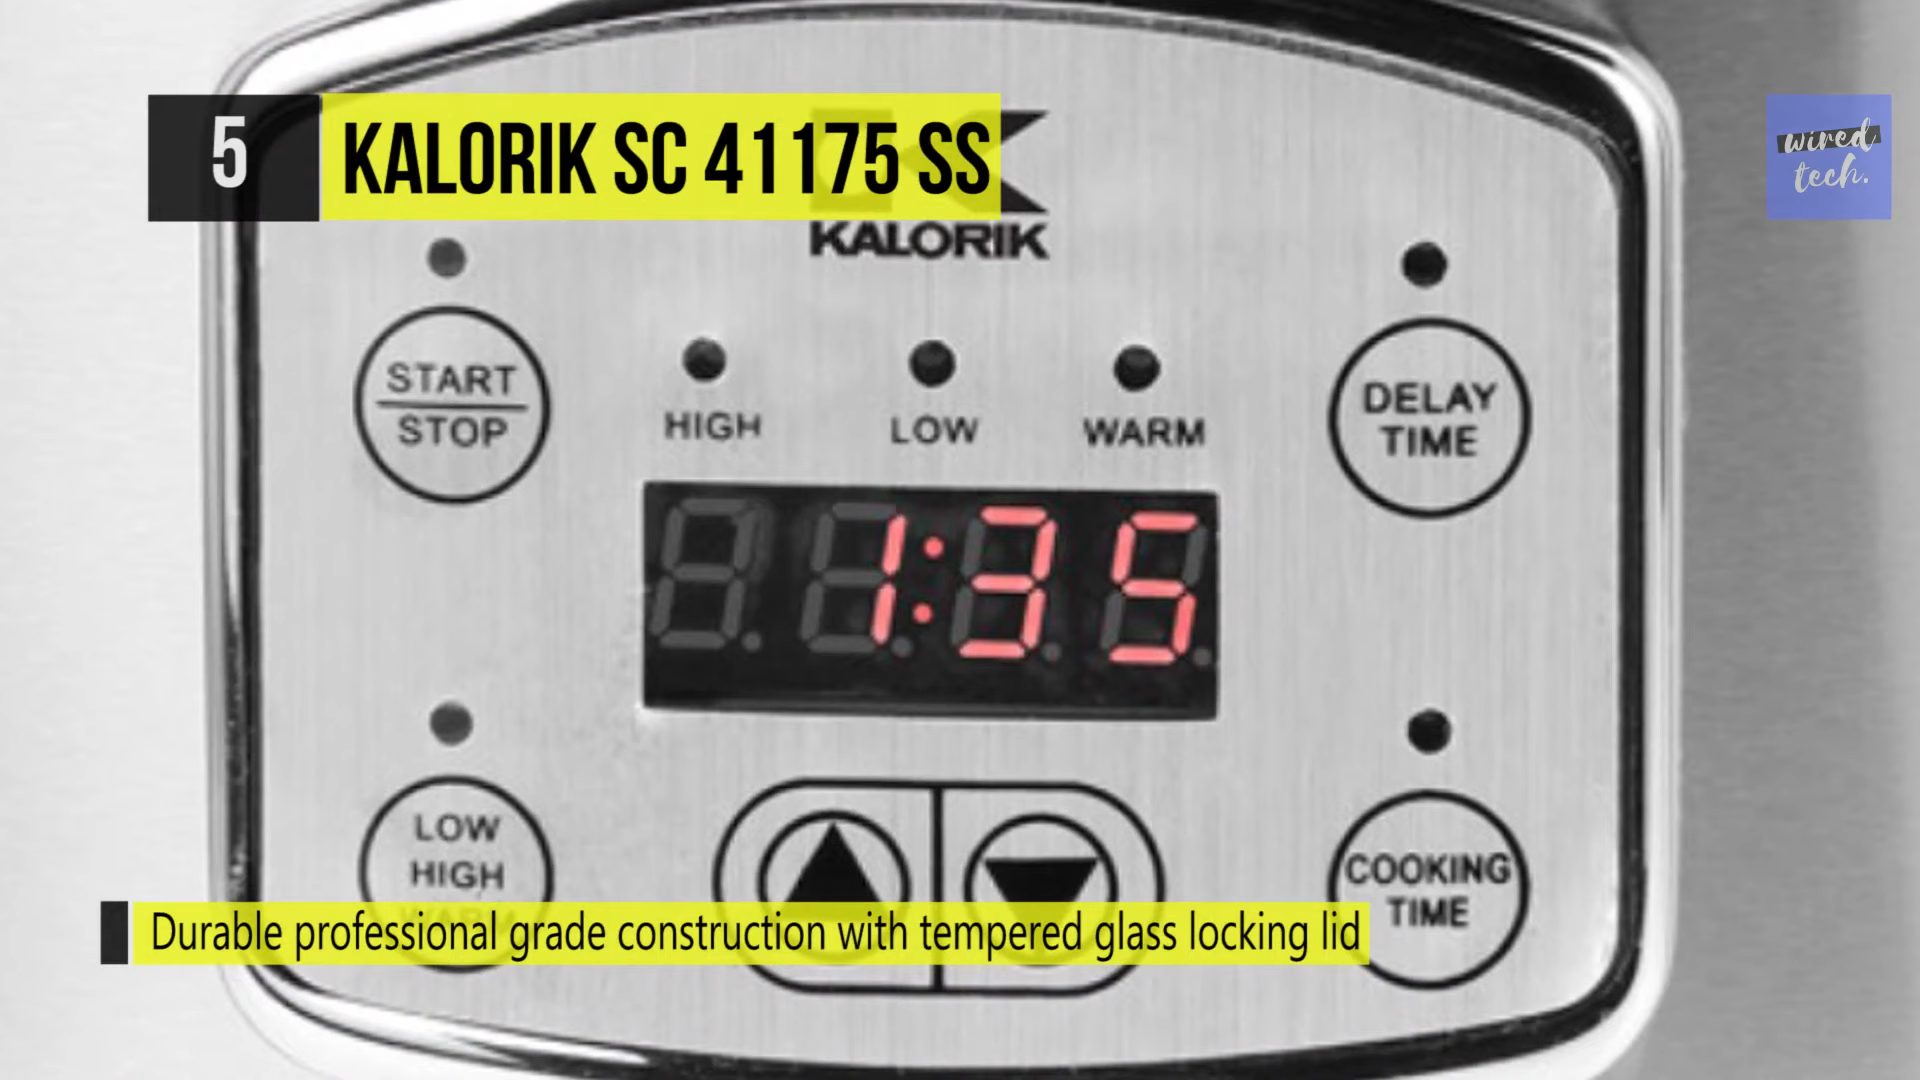 5
KALORIK SC 41175 SS
wired
tech.
KALORIK
START
STOP
HIGH
LOW
WARM
DELAY
TIME
1:35
LOW
HIGH
WARM
COOKING
TIME
Durable professional grade construction with tempered glass locking lid